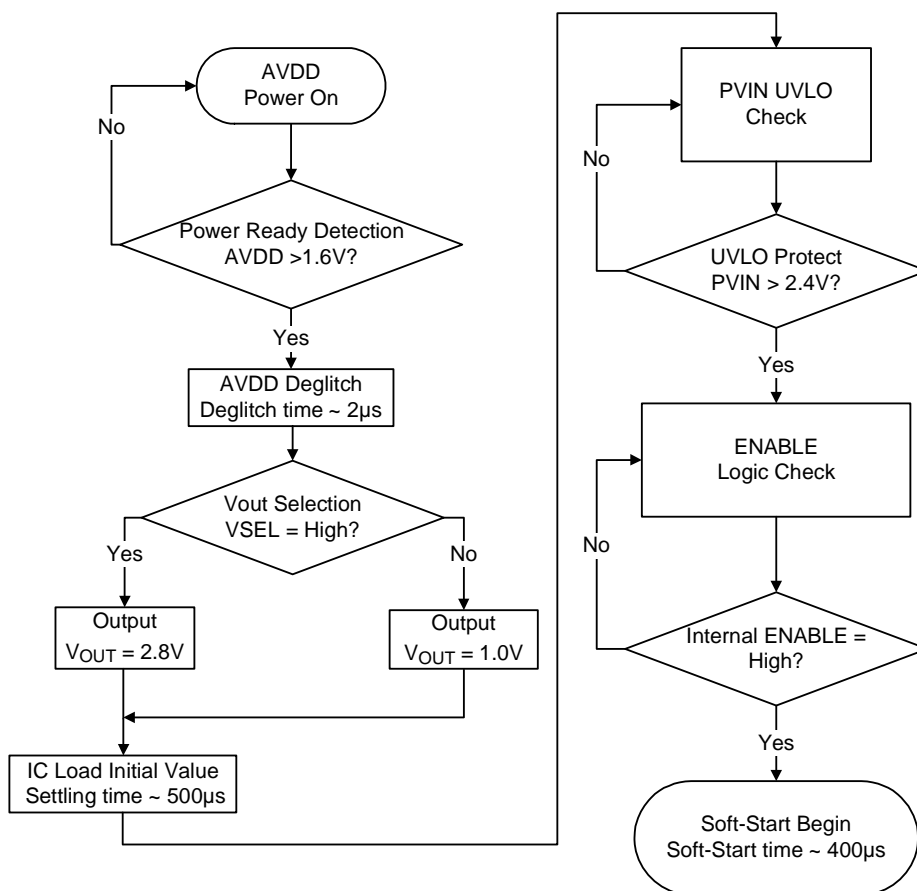 AVDD
Power On
No
Power Ready Detection
AVDD >1.6V?
Yes
AVDD Deglitch
Deglitch time ~ 2µs
Vout Selection
VSEL = High?
Yes
No
Output
VOUT = 2.8V
Output
VOUT = 1.0V
IC Load Initial Value
Settling time ~ 500µs
PVIN UVLO
Check
No
UVLO Protect
PVIN > 2.4V?
Yes
ENABLE
Logic Check
No
Internal ENABLE =
High?
Yes
Soft-Start Begin
Soft-Start time ~ 400µs